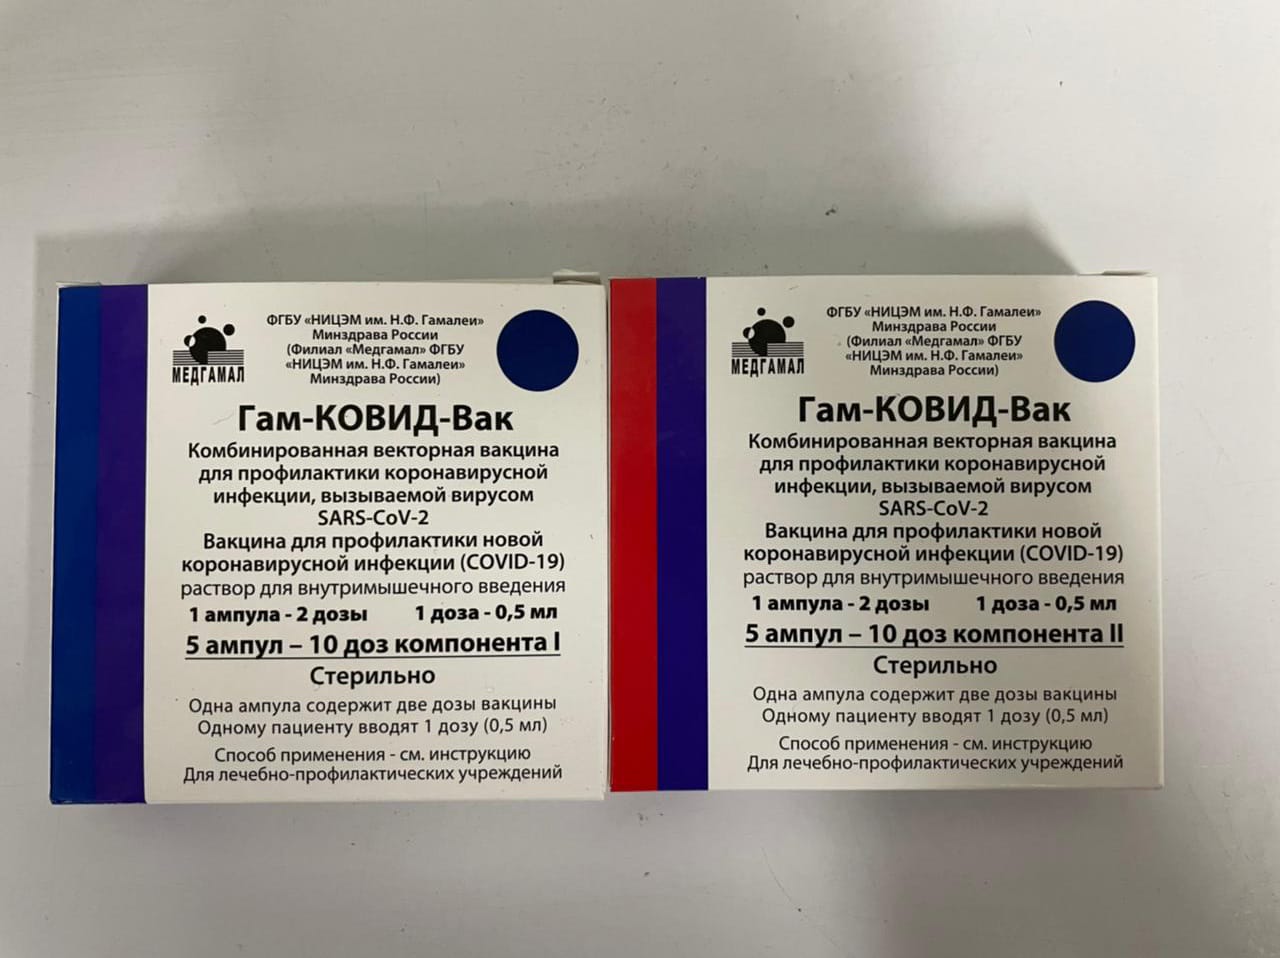 МЕДГАМАЛ
ФГБУ «НИЦЭМ им. Н.Ф. Гамалеи»
Минздрава России
(Филиал «Медгамал» ФГБУ
«НИЦЭМ им. Н.Ф. Гамалеи»
Минздрава России)
Гам-КОВИД-Вак
Комбинированная векторная вакцина
для профилактики коронавирусной
инфекции, вызываемой вирусом
SARS-CoV-2
Вакцина для профилактики новой
коронавирусной инфекции (COVID-19)
раствор для внутримышечного введения
1 ампула - 2 дозы 1 доза - 0,5 мл
5 ампул – 10 доз компонента I
Стерильно
Одна ампула содержит две дозы вакцины
Одному пациенту вводят 1 дозу (0,5 мл)
Способ применения - см. инструкцию
Для лечебно-профилактических учреждений
МЕДГАМАЛ
ФГБУ «НИЦЭМ им. Н.Ф. Гамалеи»
Минздрава России
(Филиал «Медгамал» ФГБУ
«НИЦЭМ им. Н.Ф. Гамалеи»
Минздрава России)
Гам-КОВИД-Вак
Комбинированная векторная вакцина
для профилактики коронавирусной
инфекции, вызываемой вирусом
SARS-CoV-2
Вакцина для профилактики новой
коронавирусной инфекции (COVID-19)
раствор для внутримышечного введения
1 ампула - 2 дозы 1 доза - 0,5 мл
5 ампул – 10 доз компонента II
Стерильно
Одна ампула содержит две дозы вакцины
Одному пациенту вводят 1 дозу (0,5 мл)
Способ применения - см. инструкцию
Для лечебно-профилактических учреждений